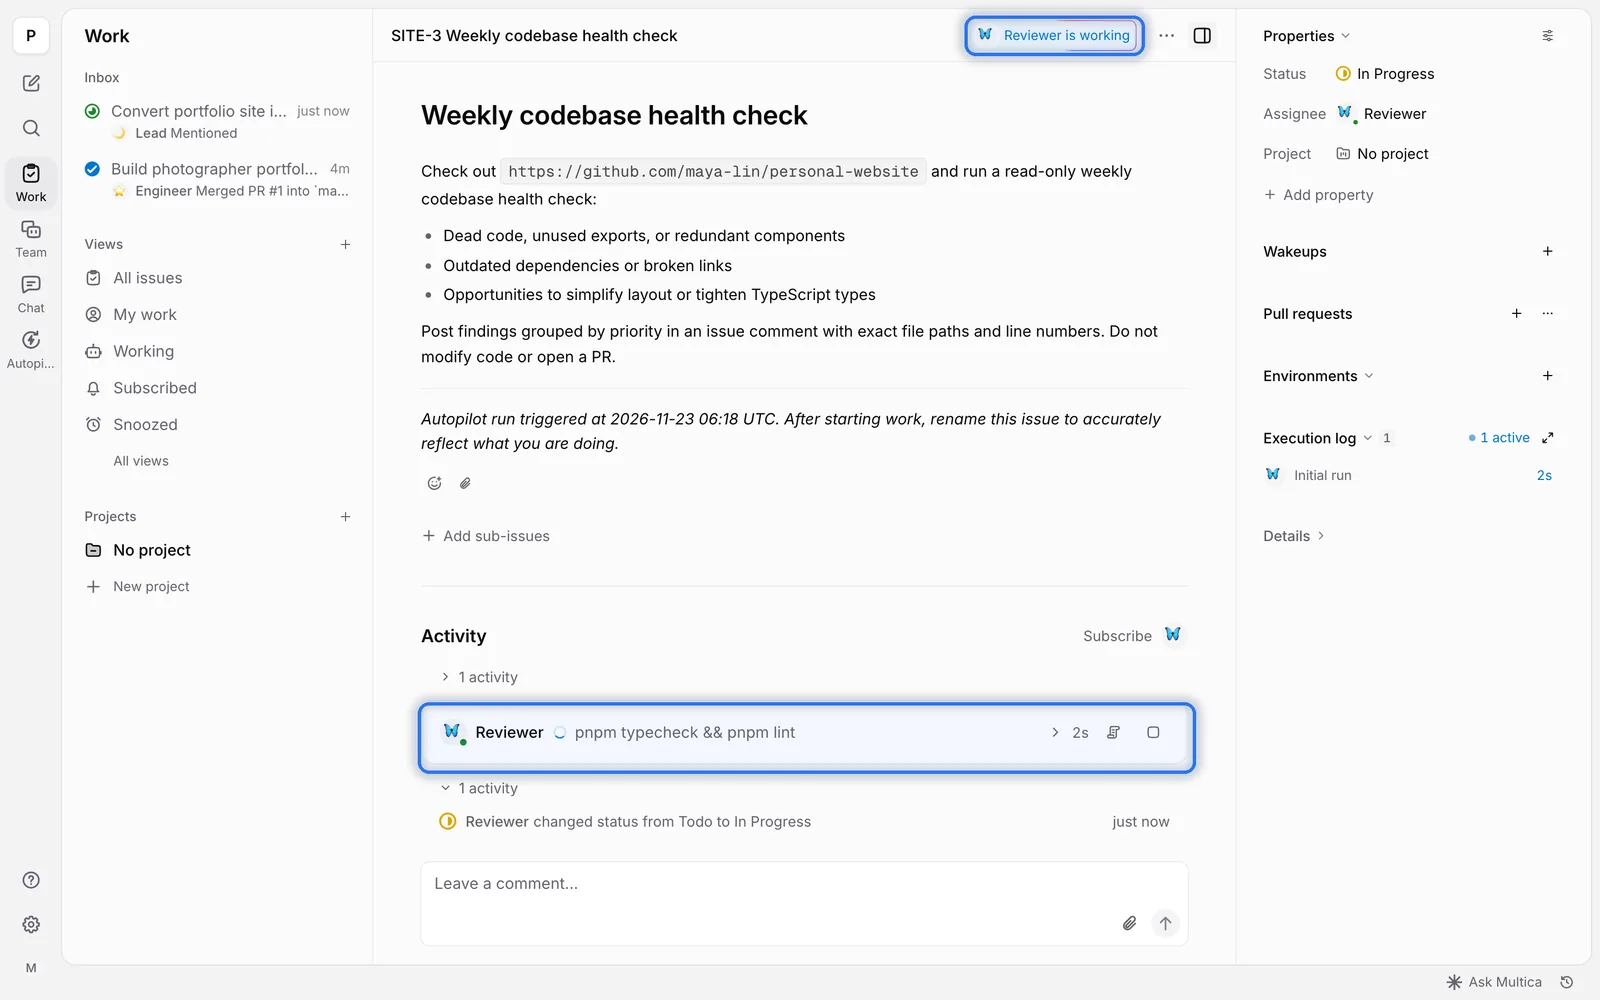 P
Work
Team
Chat
Autopi...
M
Work
Inbox
Convert portfolio site i... just now
Lead Mentioned
Build photographer portfol... 4m
Engineer Merged PR #1 into `ma...
Views
All issues
My work
Working
Subscribed
Snoozed
All views
Projects
No project
New project
SITE-3 Weekly codebase health check
Reviewer is working
Weekly codebase health check
Check out https://github.com/maya-lin/personal-website and run a read-only weekly
codebase health check:
• Dead code, unused exports, or redundant components
• Outdated dependencies or broken links
• Opportunities to simplify layout or tighten TypeScript types
Post findings grouped by priority in an issue comment with exact file paths and line numbers. Do not
modify code or open a PR.
Autopilot run triggered at 2026-11-23 06:18 UTC. After starting work, rename this issue to accurately
reflect what you are doing.
Add sub-issues
Activity
Subscribe
1 activity
Reviewer pnpm typecheck && pnpm lint 2s
1 activity
Reviewer changed status from Todo to In Progress just now
Leave a comment...
Properties
Status In Progress
Assignee Reviewer
Project No project
Add property
Wakeups
Pull requests
Environments
Execution log 1 1 active
Initial run 2s
Details
Ask Multica